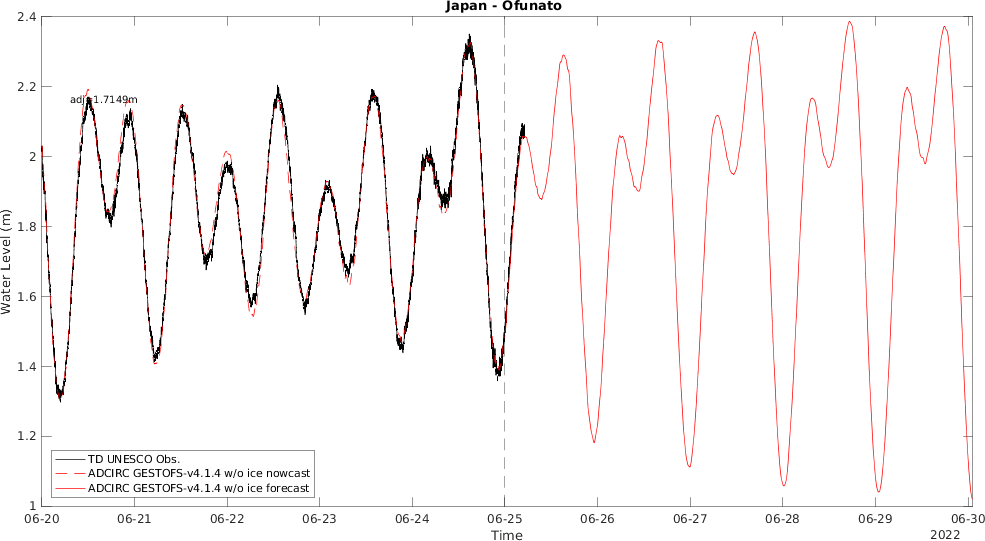 Japan - Ofunato
Water Level (m)
2.4
2.2
2
1.8
1.6
1.4
1.2
1
adj=1.7149m
TD UNESCO Obs.
ADCIRC GESTOFS-v4.1.4 w/o ice nowcast
ADCIRC GESTOFS-v4.1.4 w/o ice forecast
06-20 06-21 06-22 06-23 06-24 06-25 06-26 06-27 06-28 06-29 06-30
Time
2022